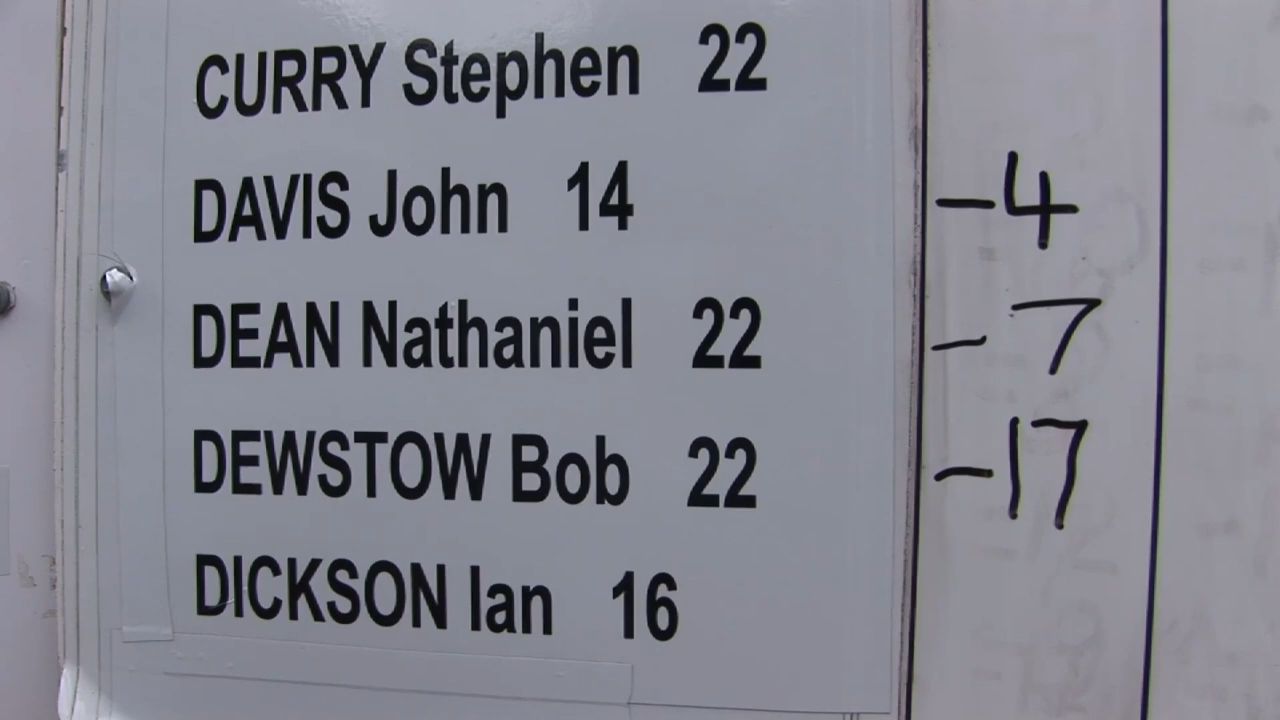 CURRY Stephen 22
DAVIS John 14 -4
DEAN Nathaniel 22 -7
DEWSTOW Bob 22 -17
DICKSON Ian 16